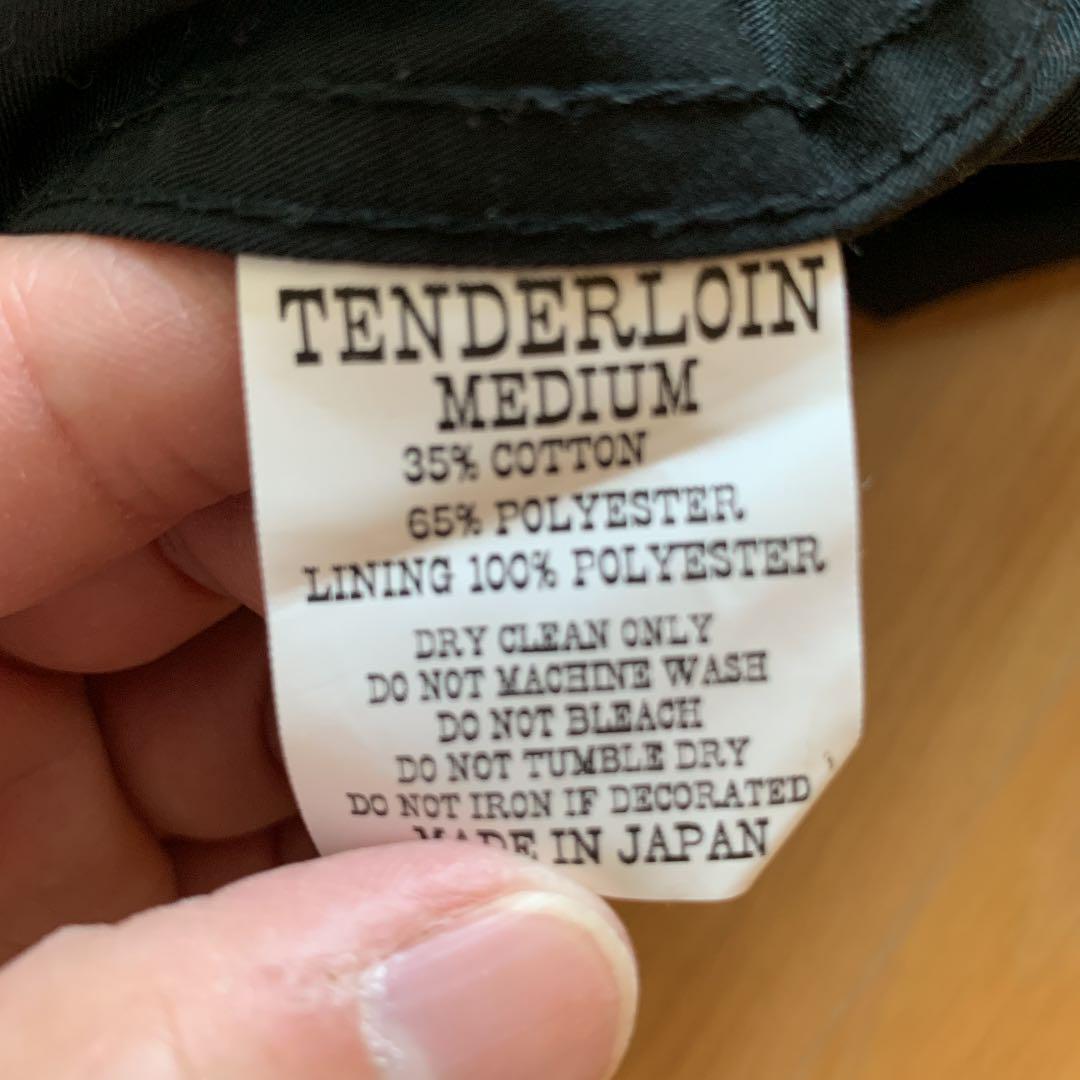 TENDERLOIN
MEDIUM
35% COTTON
65% POLYESTER
LINING 100% POLYESTER
DRY CLEAN ONLY
DO NOT MACHINE WASH
DO NOT BLEACH
DO NOT TUMBLE DRY
DO NOT IRON IF DECORATED
MADE IN JAPAN